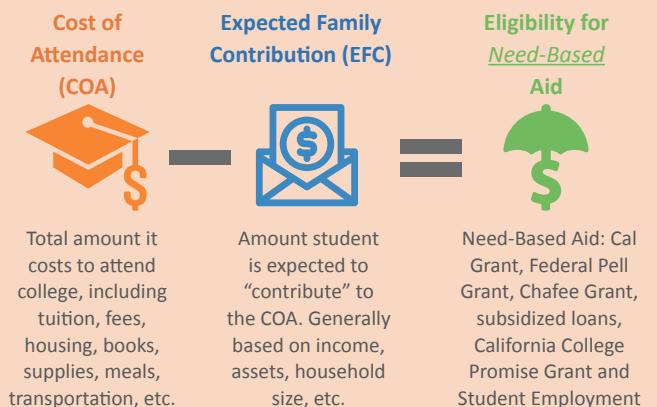 Cost of
Attendance
(COA)
$
Total amount it
costs to attend
college, including
tuition, fees,
housing, books,
supplies, meals,
transportation, etc.
Expected Family
Contribution (EFC)
$
Amount student
is expected to
“contribute” to
the COA. Generally
based on income,
assets, household
size, etc.
Eligibility for
Need-Based
Aid
$
Need-Based Aid: Cal
Grant, Federal Pell
Grant, Chafee Grant,
subsidized loans,
California College
Promise Grant and
Student Employment